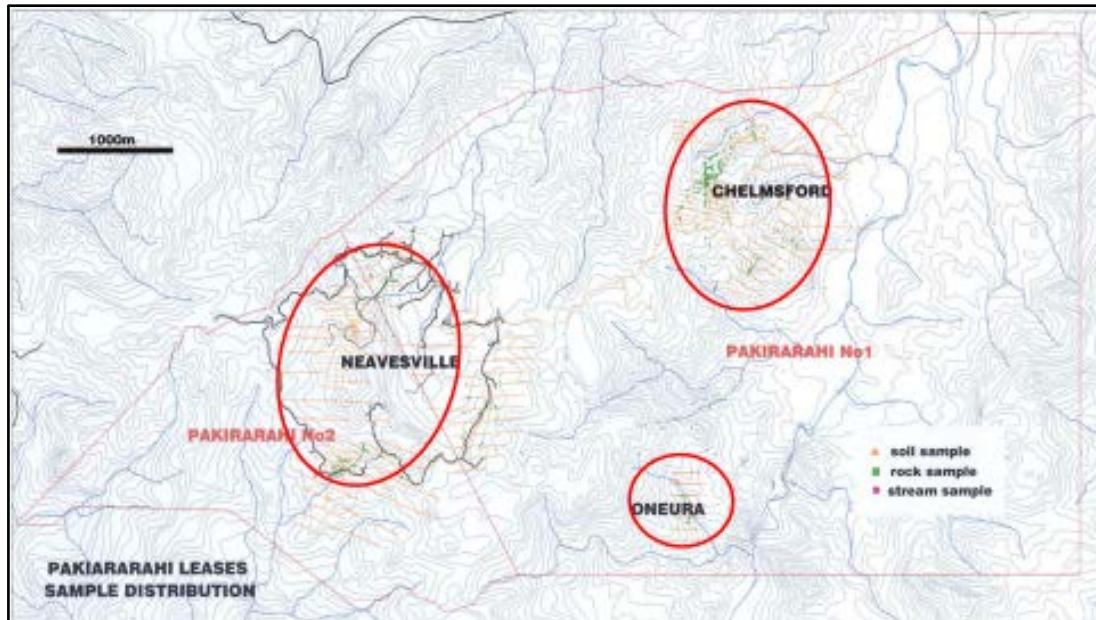 1000m
CHELMSFORD
NEAVESVILLE
PAKIRARAHI No1
PAKIRARAHI No2
soil sample
rock sample
stream sample
ONEURA
PAKIARARAHI LEASES
SAMPLE DISTRIBUTION